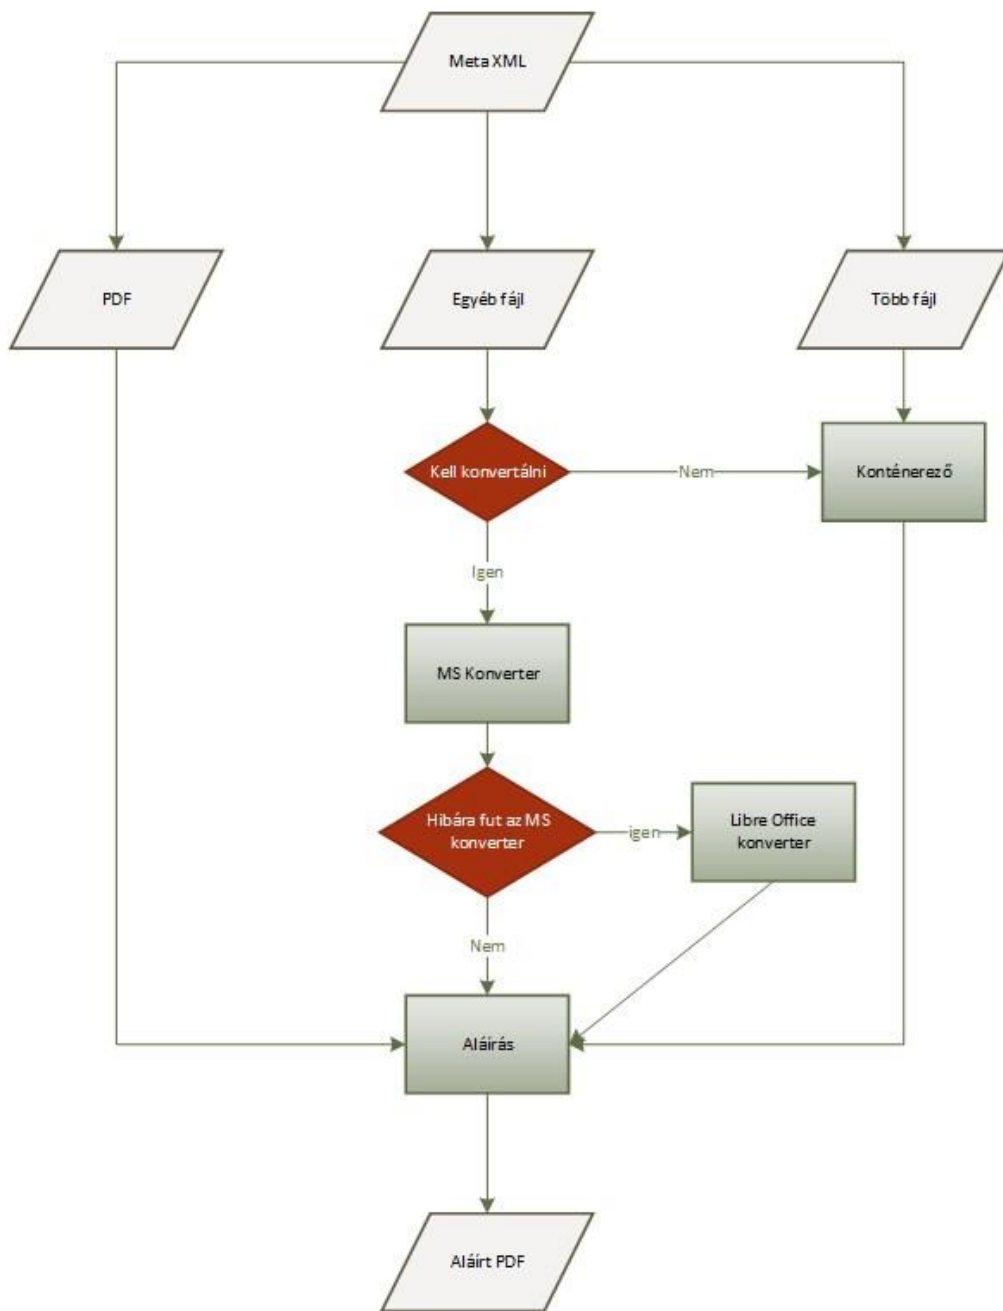 Meta XML
PDF
Egyéb fájl
Több fájl
Kell konvertálni
Nem
Konténerező
Igen
MS Konverter
Hibára fut az MS
konverter
igen
Libre Office
konverter
Nem
Aláírás
Aláírt PDF